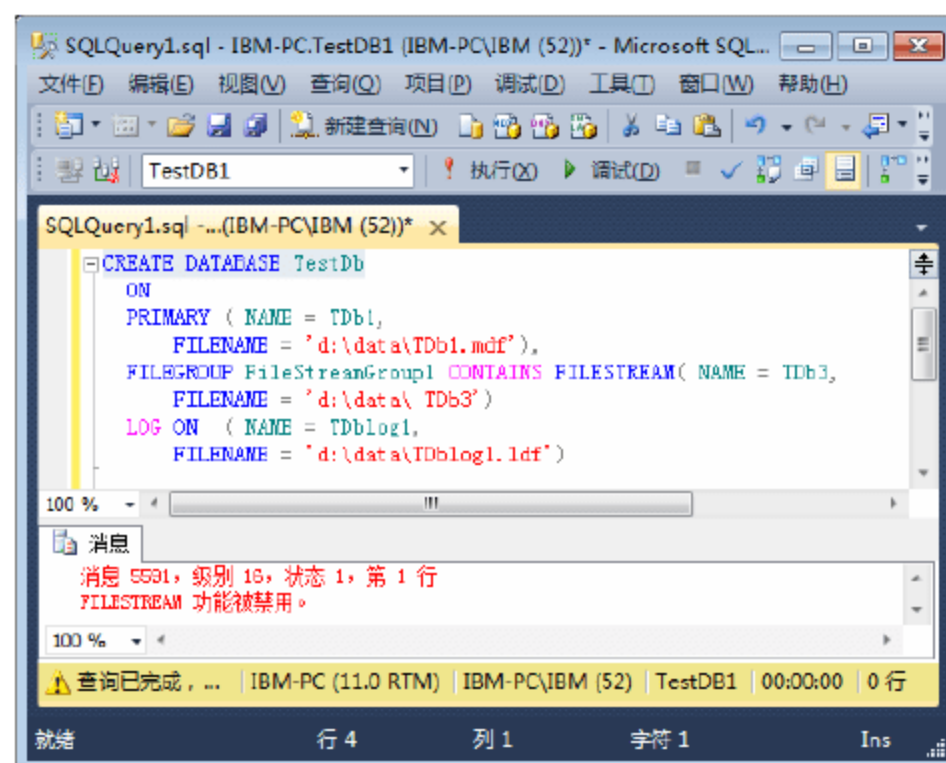 SQLQuery1.sql - IBM-PC.TestDB1 (IBM-PC\IBM (52))* - Microsoft SQL...
文件(F) 编辑(E) 视图(V) 查询(Q) 项目(P) 调试(D) 工具(T) 窗口(W) 帮助(H)
新建查询(N)
TestDB1 执行(X) 调试(D)
SQLQuery1.sql -...(IBM-PC\IBM (52))*
CREATE DATABASE TestDb
ON
PRIMARY ( NAME = TDb1,
FILENAME = 'd:\data\TDb1.mdf'),
FILEGROUP FileStreamGroup1 CONTAINS FILESTREAM( NAME = TDb3,
FILENAME = 'd:\data\ TDb3')
LOG ON ( NAME = TDblog1,
FILENAME = 'd:\data\TDblog1.ldf')
100 %
消息
消息 5591，级别 16，状态 1，第 1 行
FILESTREAM 功能被禁用。
100 %
查询已完成，... IBM-PC (11.0 RTM) IBM-PC\IBM (52) TestDB1 00:00:00 0 行
就绪 行 4 列 1 字符 1 Ins